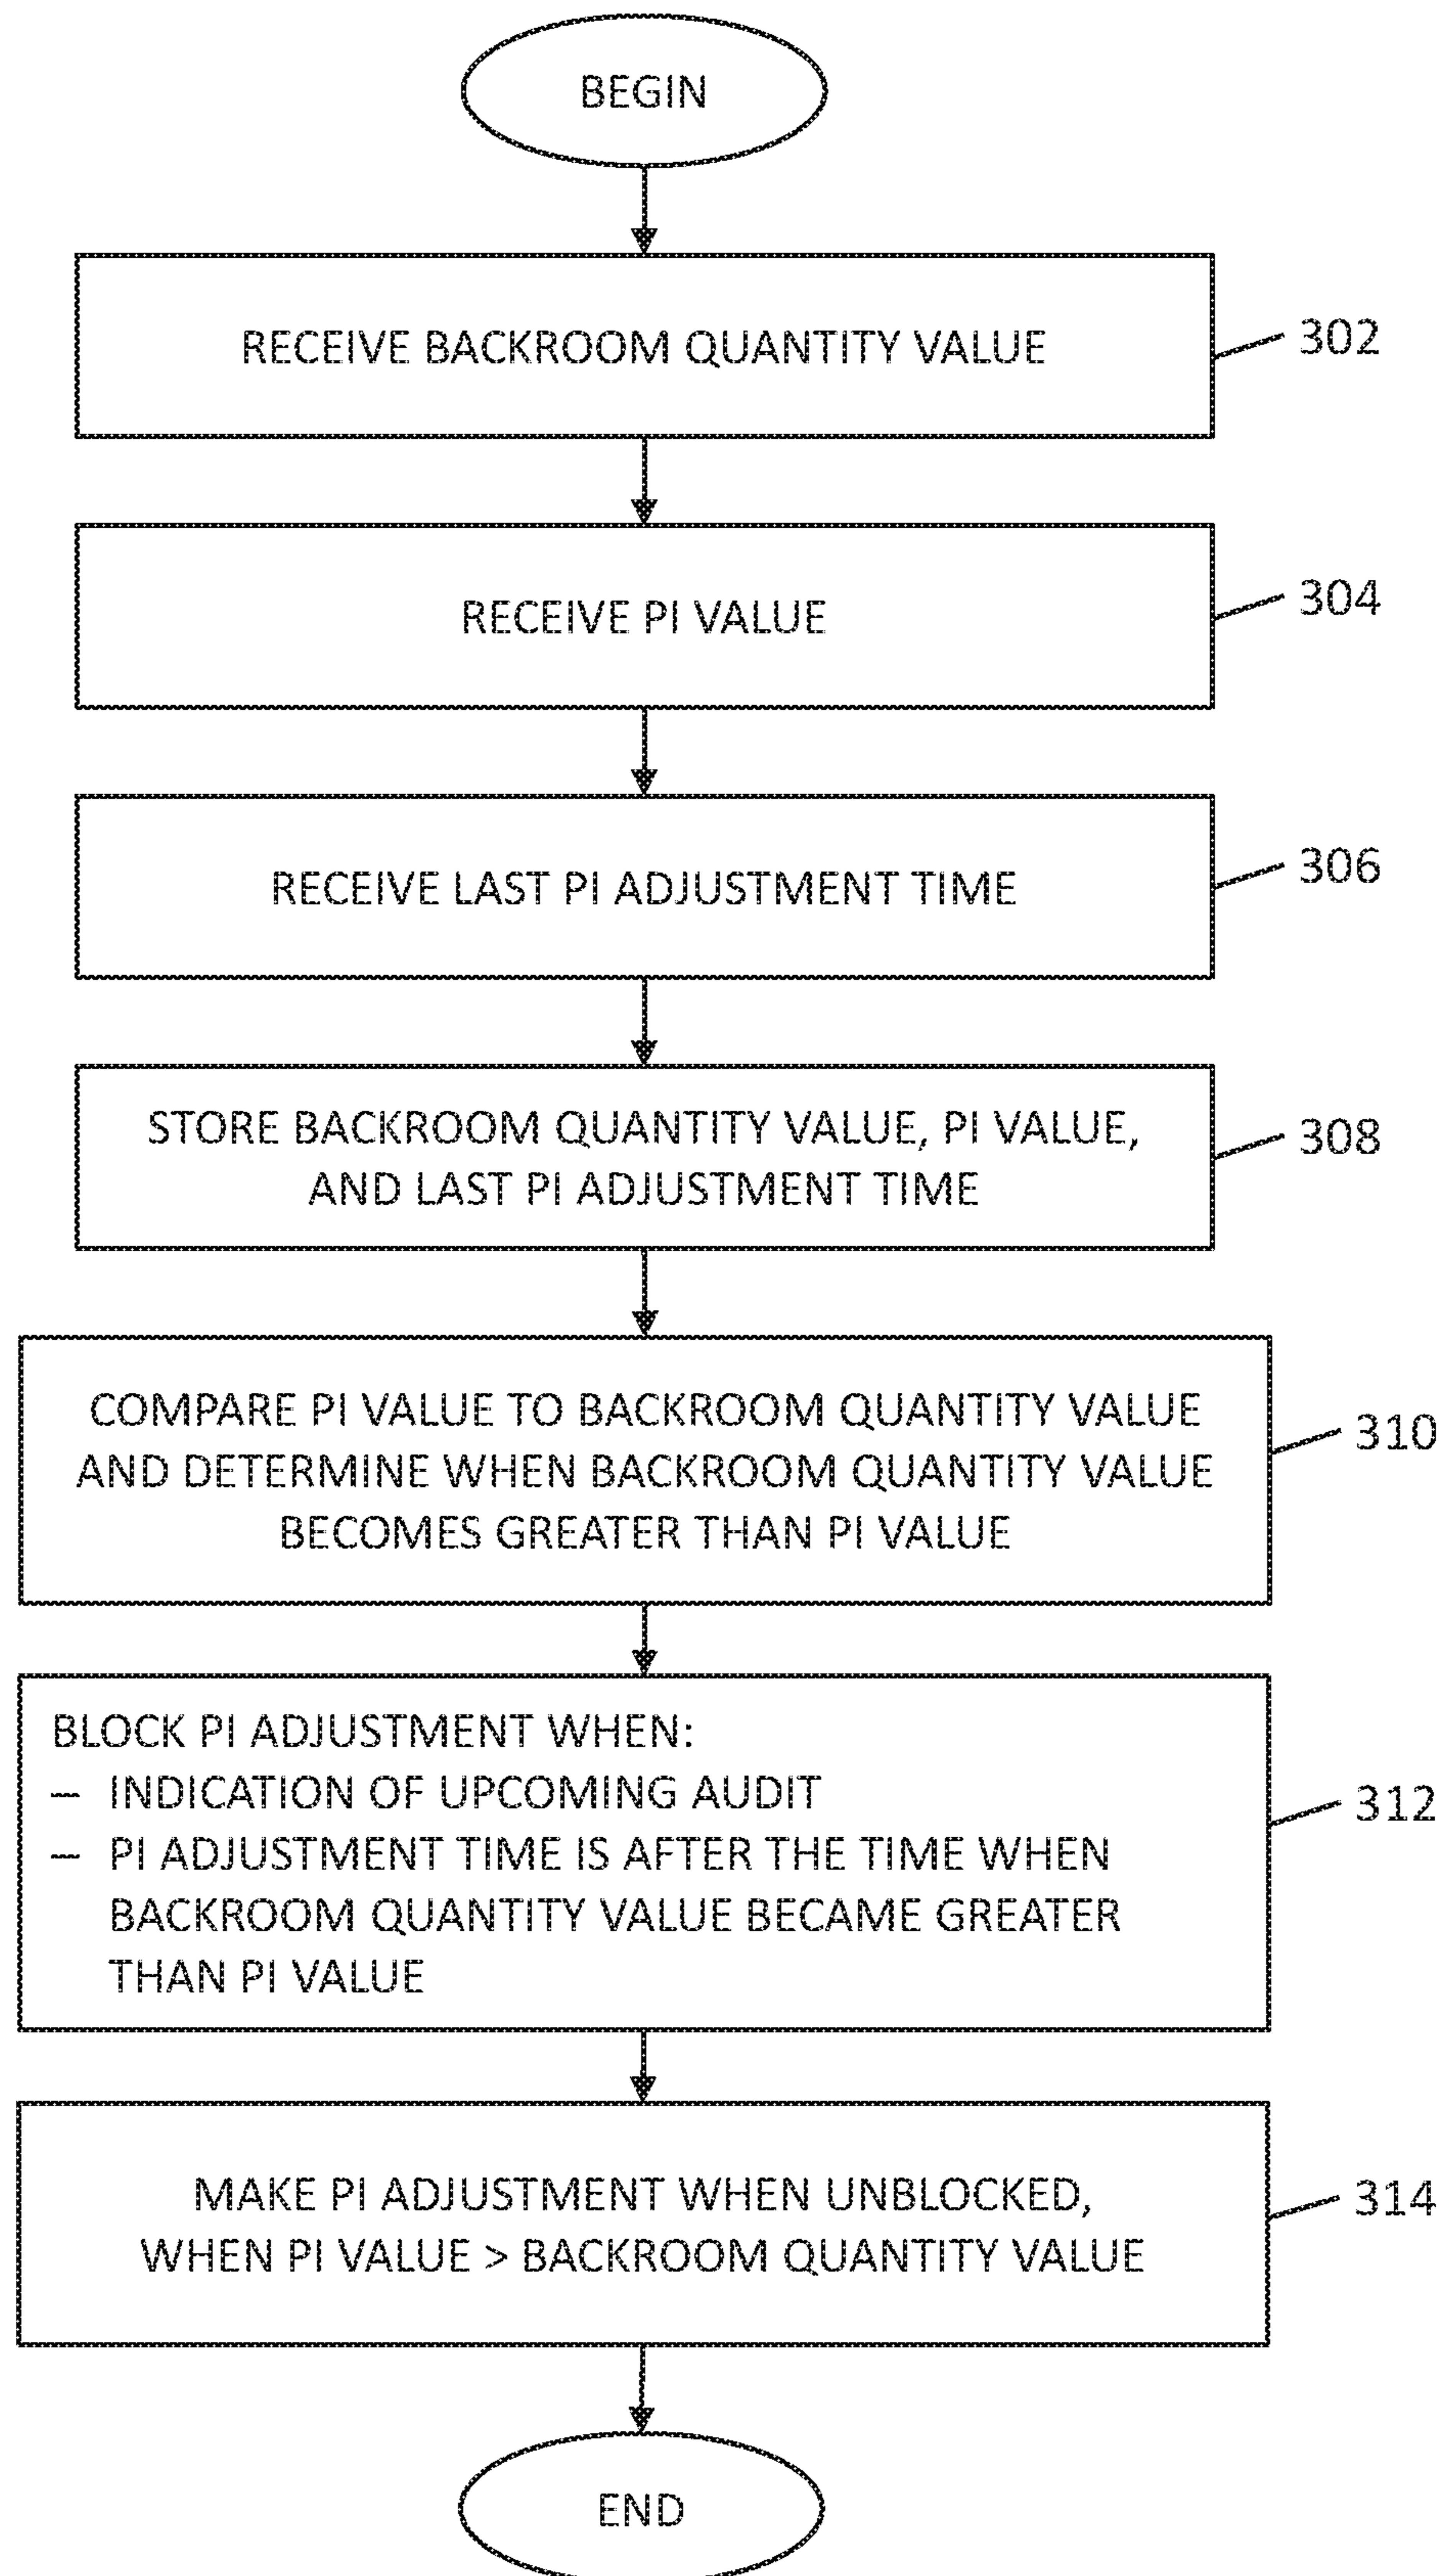 BEGIN
RECEIVE BACKROOM QUANTITY VALUE
302
RECEIVE PI VALUE
304
RECEIVE LAST PI ADJUSTMENT TIME
306
STORE BACKROOM QUANTITY VALUE, PI VALUE,
AND LAST PI ADJUSTMENT TIME
308
COMPARE PI VALUE TO BACKROOM QUANTITY VALUE
AND DETERMINE WHEN BACKROOM QUANTITY VALUE
BECOMES GREATER THAN PI VALUE
310
BLOCK PI ADJUSTMENT WHEN:
– INDICATION OF UPCOMING AUDIT
– PI ADJUSTMENT TIME IS AFTER THE TIME WHEN
BACKROOM QUANTITY VALUE BECAME GREATER
THAN PI VALUE
312
MAKE PI ADJUSTMENT WHEN UNBLOCKED,
WHEN PI VALUE > BACKROOM QUANTITY VALUE
314
END